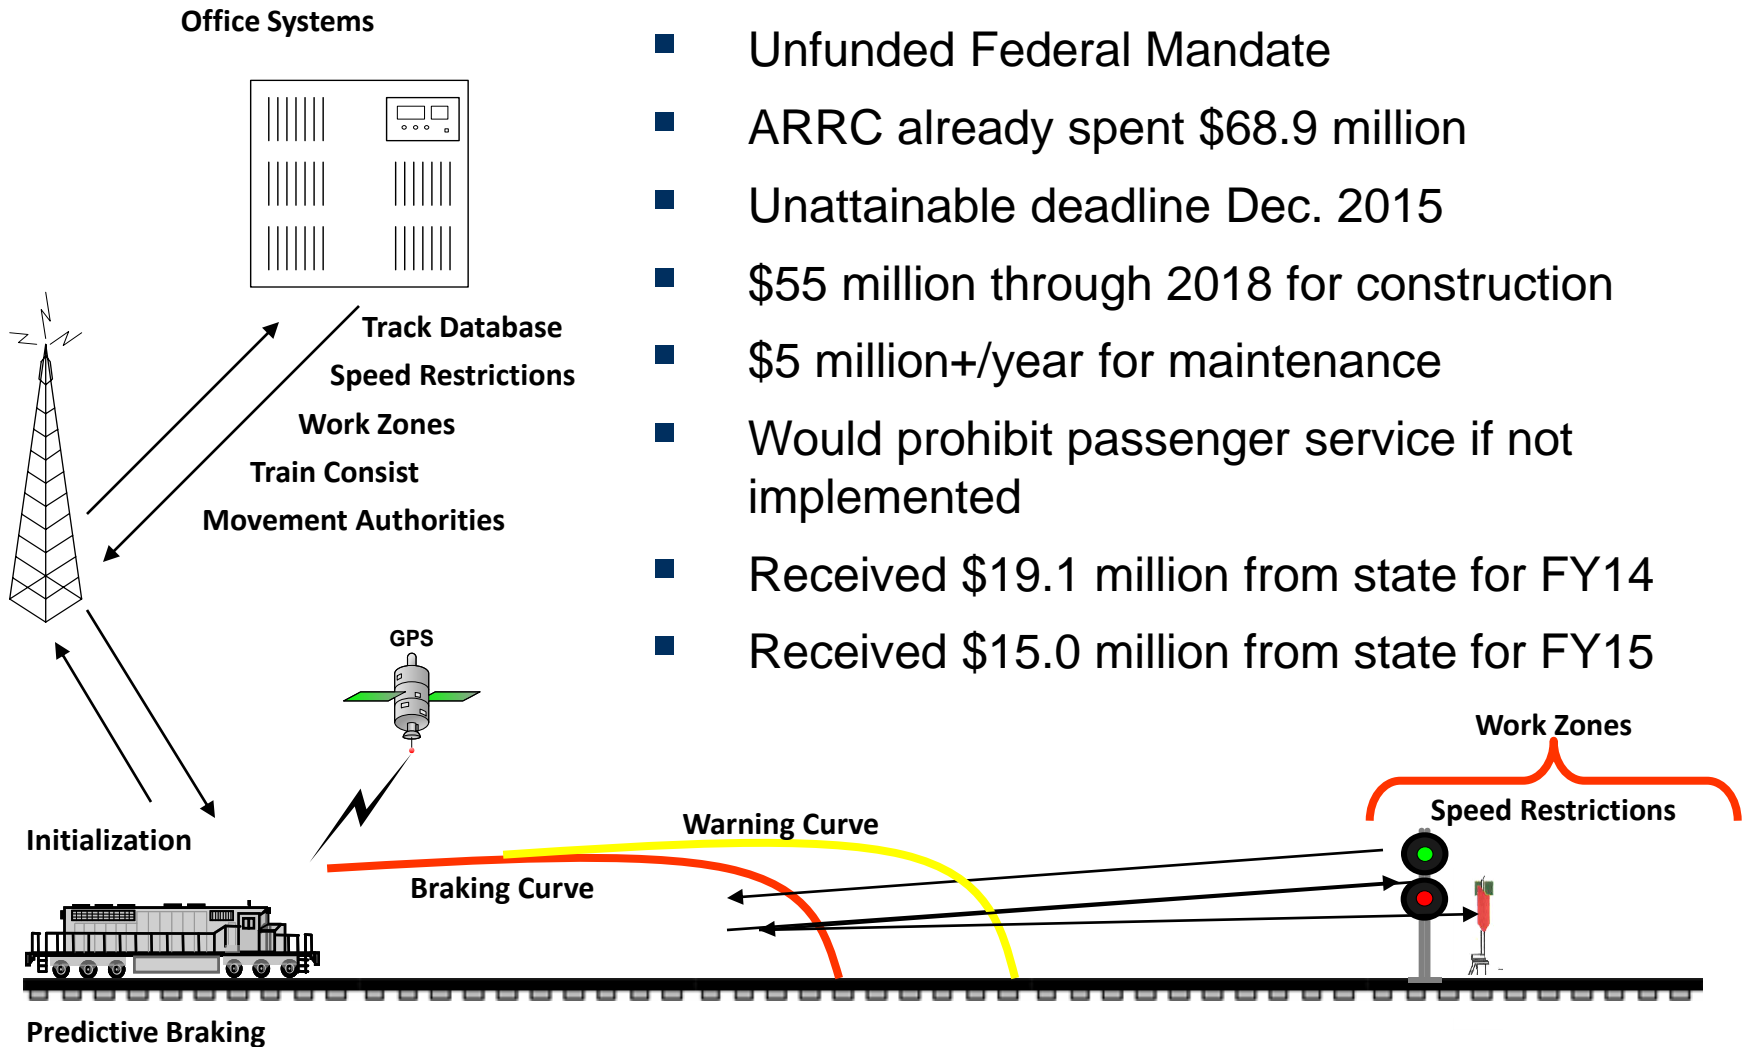 Office Systems
Unfunded Federal Mandate
ARRC already spent $68.9 million
Unattainable deadline Dec. 2015
$55 million through 2018 for construction
$5 million+/year for maintenance
Would prohibit passenger service if not
implemented
Received $19.1 million from state for FY14
Received $15.0 million from state for FY15
Track Database
Speed Restrictions
Work Zones
Train Consist
Movement Authorities
GPS
Work Zones
Speed Restrictions
Warning Curve
Initialization
Braking Curve
Predictive Braking